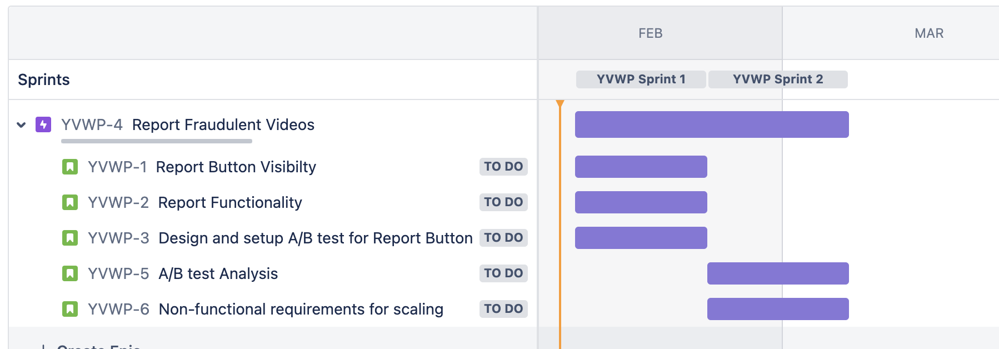 FEB MAR
Sprints YVWP Sprint 1 YVWP Sprint 2
YVWP-4 Report Fraudulent Videos
YVWP-1 Report Button Visibilty TO DO
YVWP-2 Report Functionality TO DO
YVWP-3 Design and setup A/B test for Report Button TO DO
YVWP-5 A/B test Analysis TO DO
YVWP-6 Non-functional requirements for scaling TO DO
Create Epic